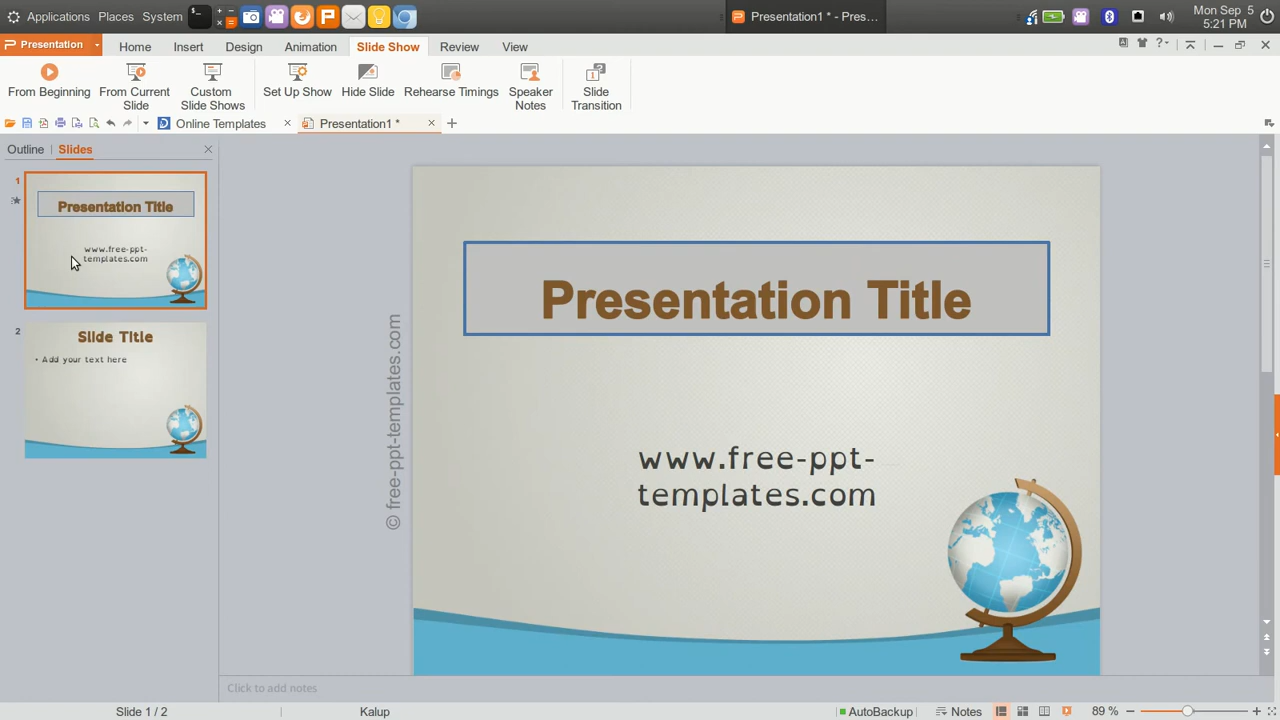 Applications Places System
Presentation1 * - Pres...
Mon Sep 5
5:21 PM
Presentation
Home Insert Design Animation Slide Show Review View
From Beginning
From Current Slide
Custom Slide Shows
Set Up Show
Hide Slide
Rehearse Timings
Speaker Notes
Slide Transition
Online Templates
Presentation1 *
Outline Slides
1
Presentation Title
www.free-ppt-
templates.com
2
Slide Title
• Add your text here
© free-ppt-templates.com
Presentation Title
www.free-ppt-
templates.com
Click to add notes
Slide 1 / 2
Kalup
AutoBackup
Notes
89 %